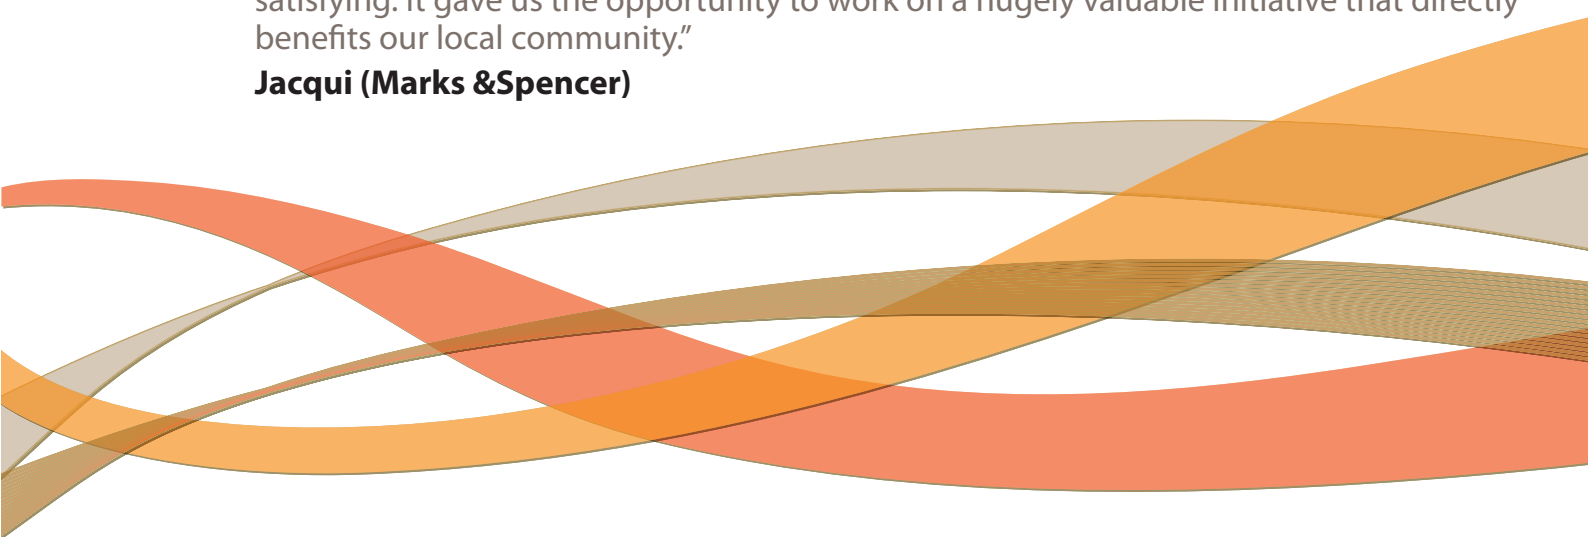 satisfying. It gave us the opportunity to work on a hugely valuable initiative that directly
benefits our local community.”
Jacqui (Marks &Spencer)